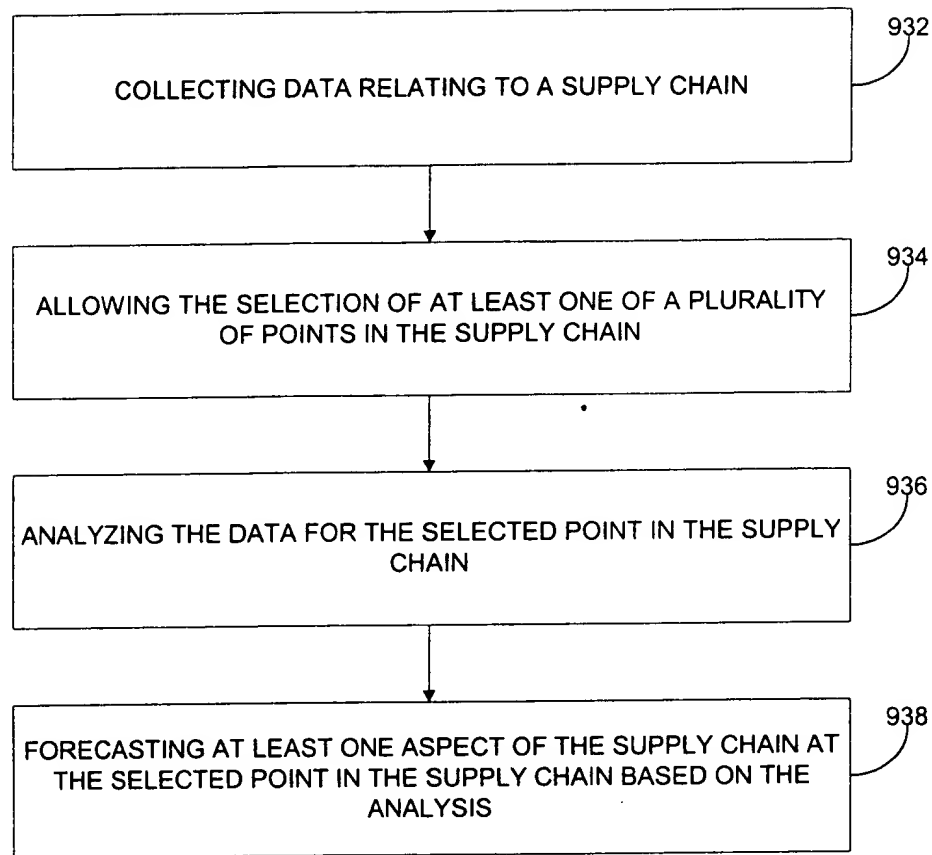 932
COLLECTING DATA RELATING TO A SUPPLY CHAIN
934
ALLOWING THE SELECTION OF AT LEAST ONE OF A PLURALITY
OF POINTS IN THE SUPPLY CHAIN
936
ANALYZING THE DATA FOR THE SELECTED POINT IN THE SUPPLY
CHAIN
938
FORECASTING AT LEAST ONE ASPECT OF THE SUPPLY CHAIN AT
THE SELECTED POINT IN THE SUPPLY CHAIN BASED ON THE
ANALYSIS